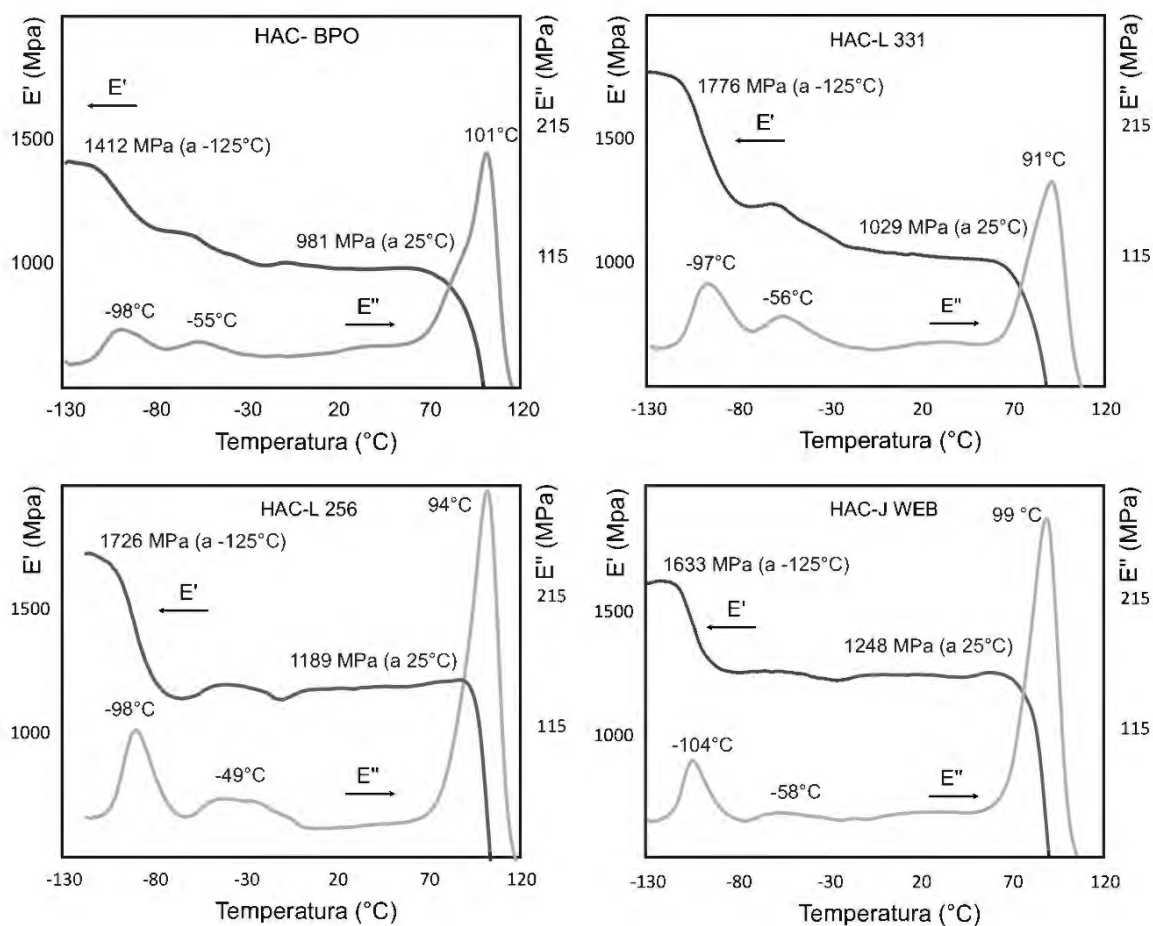 HAC- BPO
E' (Mpa)
E'' (MPa)
E'
1412 MPa (a -125°C)
981 MPa (a 25°C)
101°C
-98°C
-55°C
E''
1500
1000
215
115
-130 -80 -30 20 70 120
Temperatura (°C)
HAC-L 331
E' (Mpa)
E'' (MPa)
1776 MPa (a -125°C)
E'
1029 MPa (a 25°C)
91°C
-97°C
-56°C
E''
1500
1000
215
115
-130 -80 -30 20 70 120
Temperatura (°C)
HAC-L 256
E' (Mpa)
E'' (MPa)
94°C
1726 MPa (a -125°C)
E'
1189 MPa (a 25°C)
-98°C
-49°C
E''
1500
1000
215
115
-130 -80 -30 20 70 120
Temperatura (°C)
HAC-J WEB
E' (Mpa)
E'' (MPa)
99 °C
1633 MPa (a -125°C)
E'
1248 MPa (a 25°C)
-104°C
-58°C
E''
1500
1000
215
115
-130 -80 -30 20 70 120
Temperatura (°C)